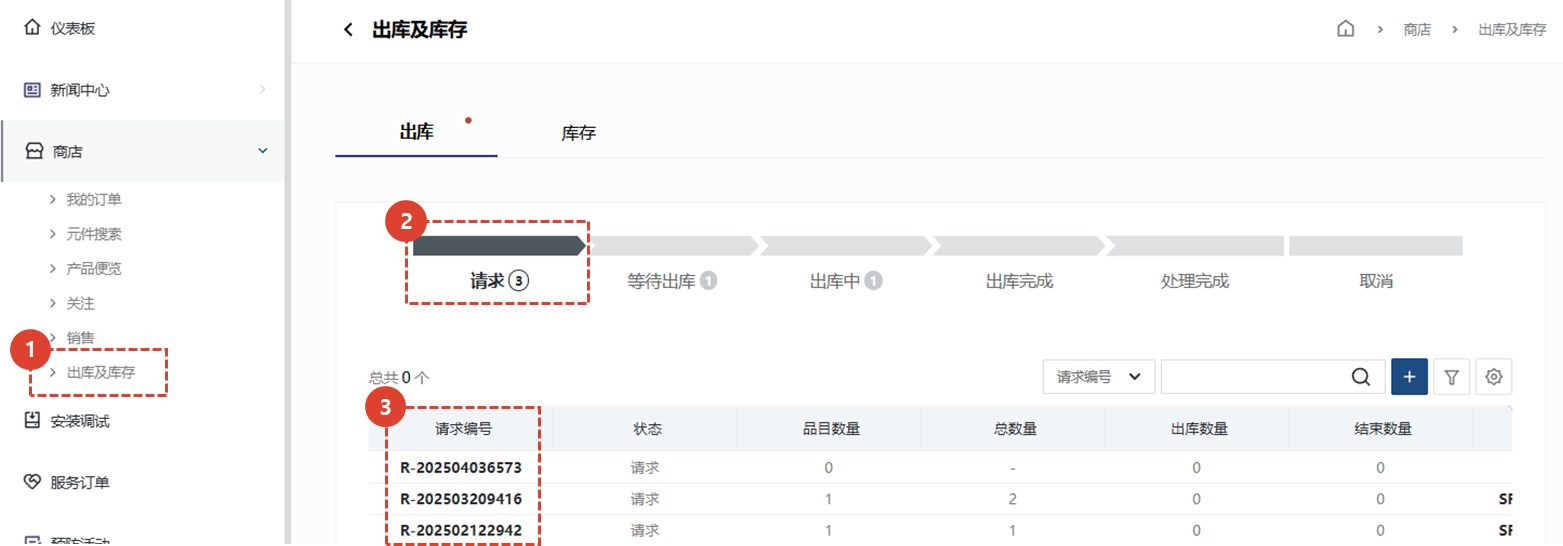 仪表板
新闻中心
商店
我的订单
元件搜索
产品便览
关注
销售
1
出库及库存
安装调试
服务订单
预防活动
出库及库存
商店
出库及库存
出库
库存
2
请求 3
等待出库 1
出库中 1
出库完成
处理完成
取消
总共 0 个
请求编号
+
3
请求编号 状态 品目数量 总数量 出库数量 结束数量
R-202504036573 请求 0 - 0 0
R-202503209416 请求 1 2 0 0
R-202502122942 请求 1 1 0 0